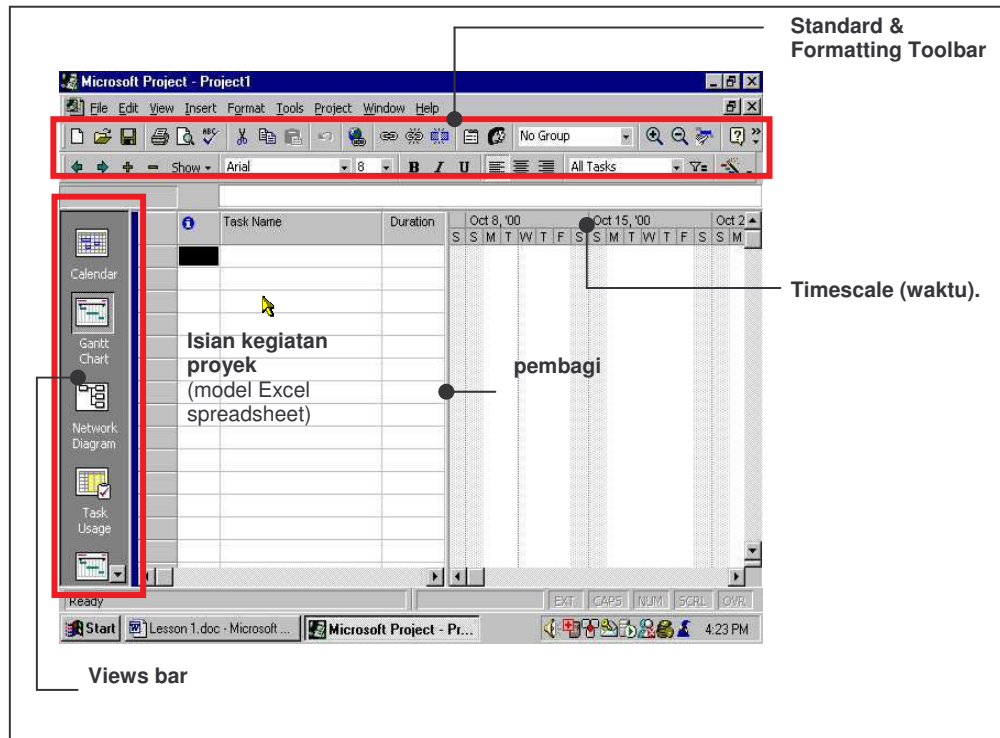 Standard &
Formatting Toolbar
Microsoft Project - Project1
File Edit View Insert Format Tools Project Window Help
ABC No Group
Show Arial 8 B I U All Tasks
Task Name Duration Oct 8, '00 Oct 15, '00 Oct 2
S S M T W T F S S M T W T F S S M
Calendar
Gantt
Chart
Network
Diagram
Task
Usage
Isian kegiatan
proyek
(model Excel
spreadsheet)
pembagi
Timescale (waktu).
Ready EXT CAPS NUM SCRL OVR
Start Lesson 1.doc - Microsoft ... Microsoft Project - Pr... 4:23 PM
Views bar